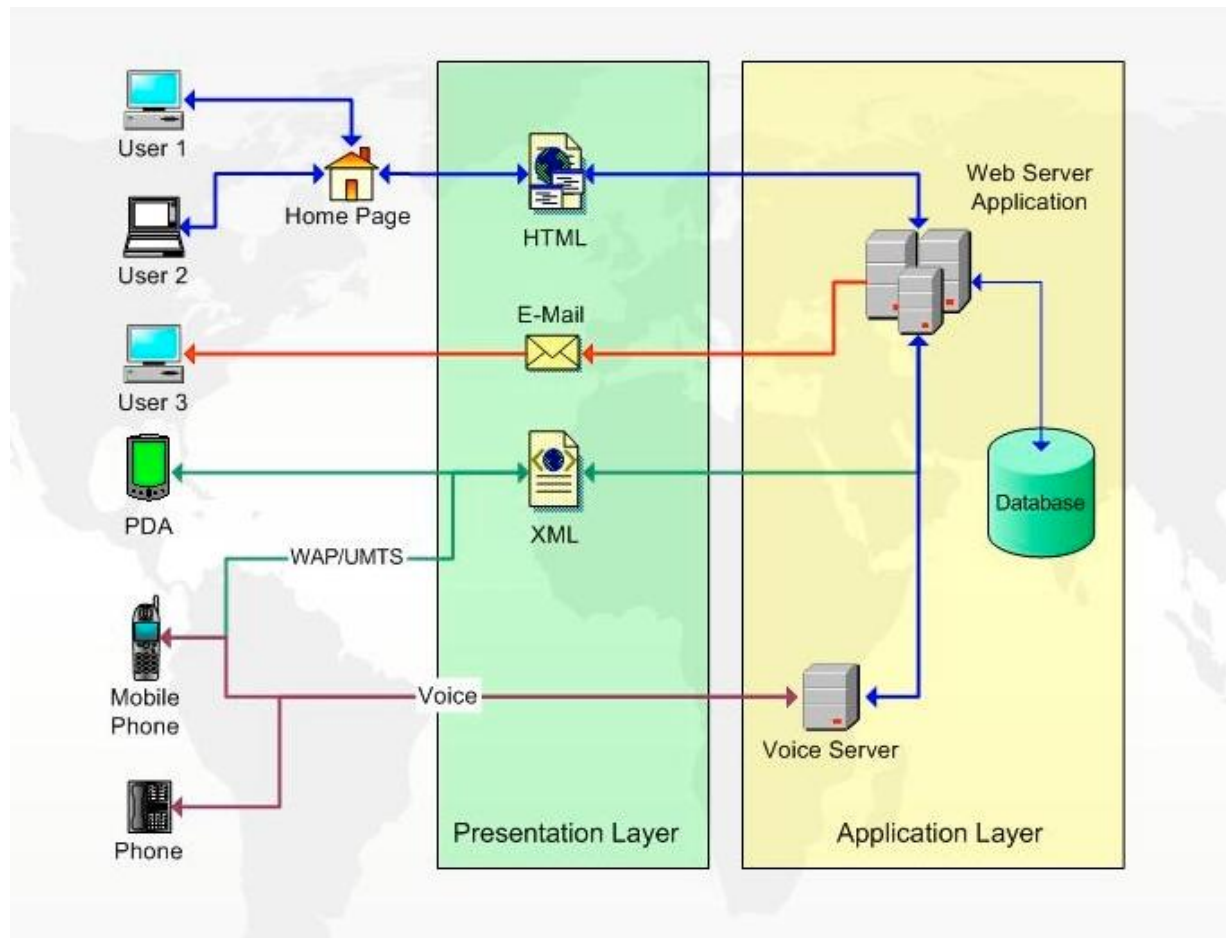 User 1
User 2
Home Page
User 3
PDA
WAP/UMTS
Mobile
Phone
Voice
Phone
HTML
E-Mail
XML
Presentation Layer
Web Server
Application
Database
Voice Server
Application Layer